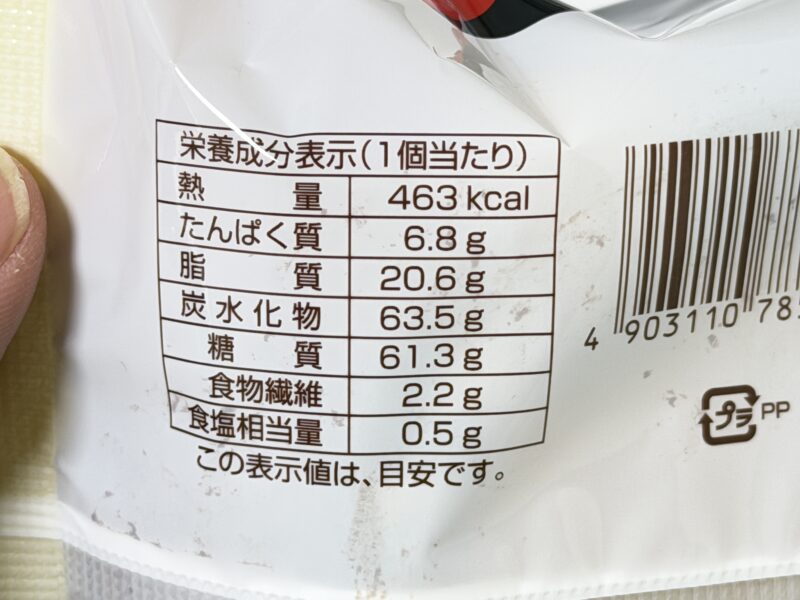 栄養成分表示(1個当たり)
熱量 463kcal
たんぱく質 6.8g
脂質 20.6g
炭水化物 63.5g
糖質 61.3g
食物繊維 2.2g
食塩相当量 0.5g
この表示値は、目安です。
4 903110 78
プラ PP